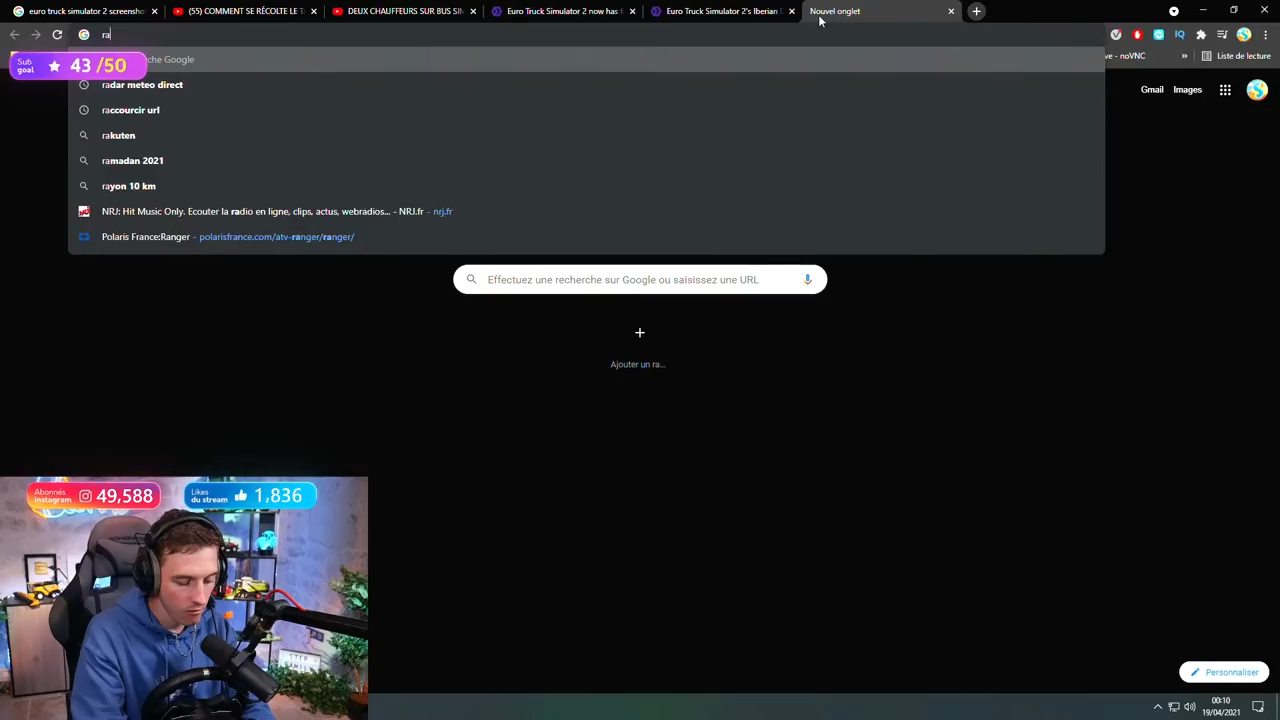 euro truck simulator 2 screensho
(55) COMMENT SE RÉCOLTE LE T
DEUX CHAUFFEURS SUR BUS SIM
Euro Truck Simulator 2 now has
Euro Truck Simulator 2's Iberian
Nouvel onglet
ra
ve - noVNC
»
Liste de lecture
Sub goal
43 /50
che Google
radar meteo direct
raccourcir url
rakuten
ramadan 2021
rayon 10 km
NRJ: Hit Music Only. Ecouter la radio en ligne, clips, actus, webradios... - NRJ.fr - nrj.fr
Polaris France:Ranger - polarisfrance.com/atv-ranger/ranger/
Gmail
Images
Effectuez une recherche sur Google ou saisissez une URL
Ajouter un ra...
Abonnés instagram
49,588
Likes du stream
1,836
Personnaliser
00:10
19/04/2021